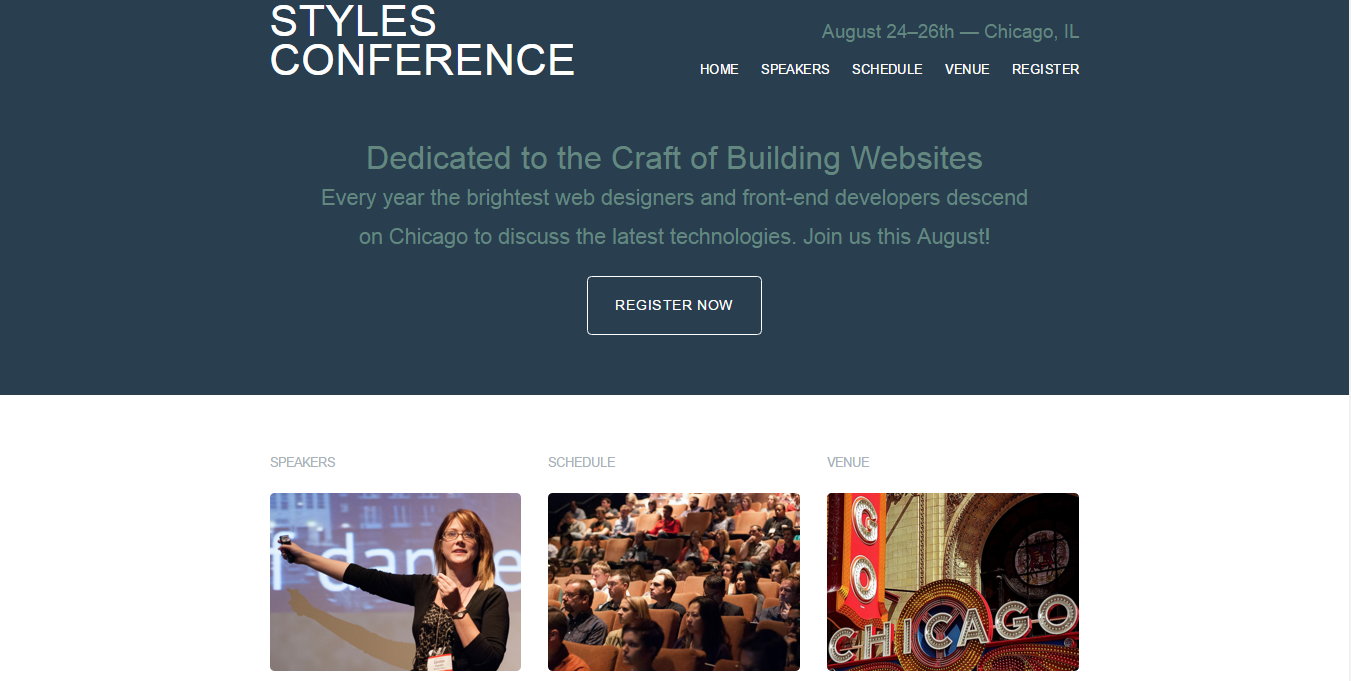 STYLES
CONFERENCE
August 24–26th — Chicago, IL
HOME SPEAKERS SCHEDULE VENUE REGISTER
Dedicated to the Craft of Building Websites
Every year the brightest web designers and front-end developers descend
on Chicago to discuss the latest technologies. Join us this August!
REGISTER NOW
SPEAKERS
SCHEDULE
VENUE
GO
CHICAGO